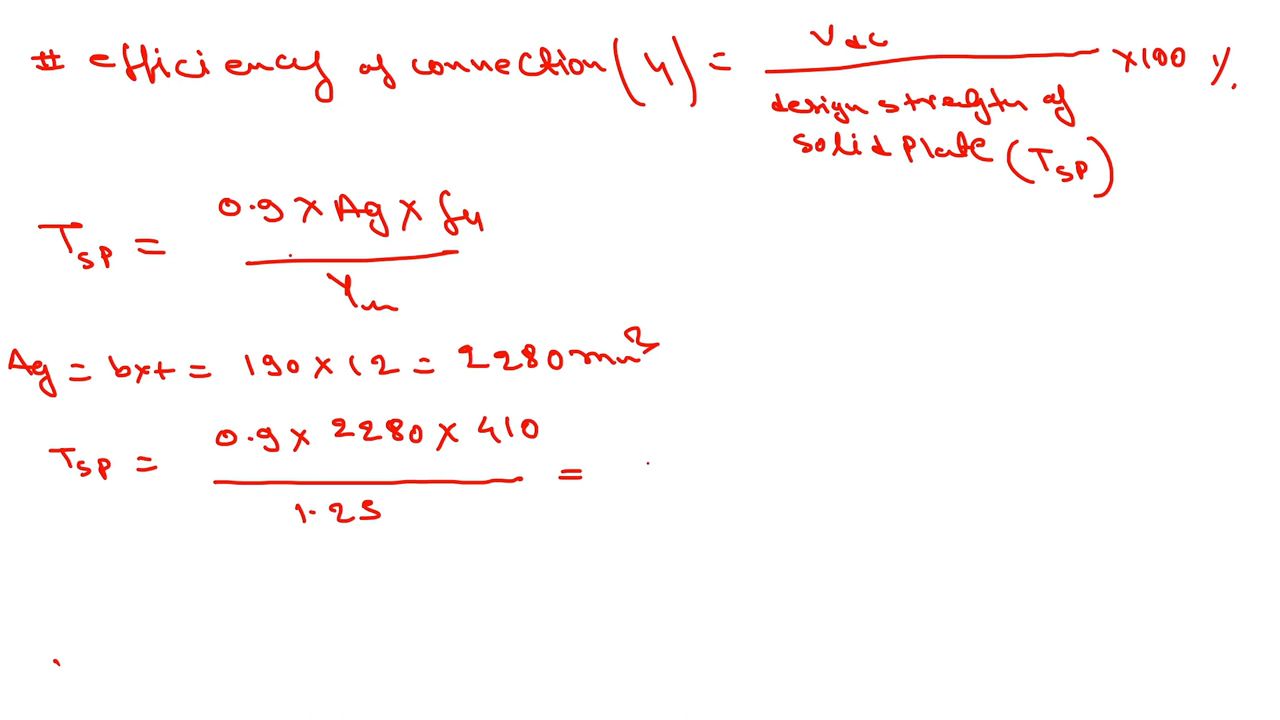 # efficiency of connection (η) = Vdc / design strength of solid plate (Tsp) × 100 %.
Tsp = 0.9 × Ag × fu / γm
Ag = b×t = 190 × 12 = 2280 mm²
Tsp = 0.9 × 2280 × 410 / 1.25 =